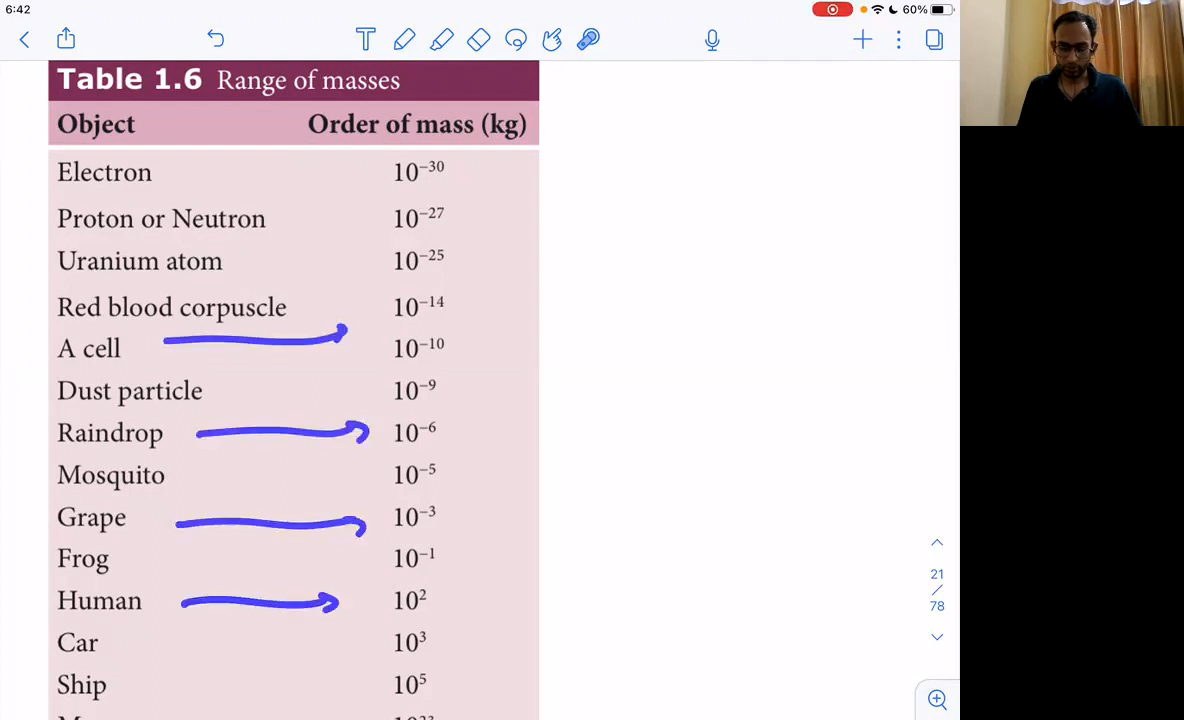 6:42
60%
Table 1.6 Range of masses
Object Order of mass (kg)
Electron 10⁻³⁰
Proton or Neutron 10⁻²⁷
Uranium atom 10⁻²⁵
Red blood corpuscle 10⁻¹⁴
A cell 10⁻¹⁰
Dust particle 10⁻⁹
Raindrop 10⁻⁶
Mosquito 10⁻⁵
Grape 10⁻³
Frog 10⁻¹
Human 10²
Car 10³
Ship 10⁵
21
/
78